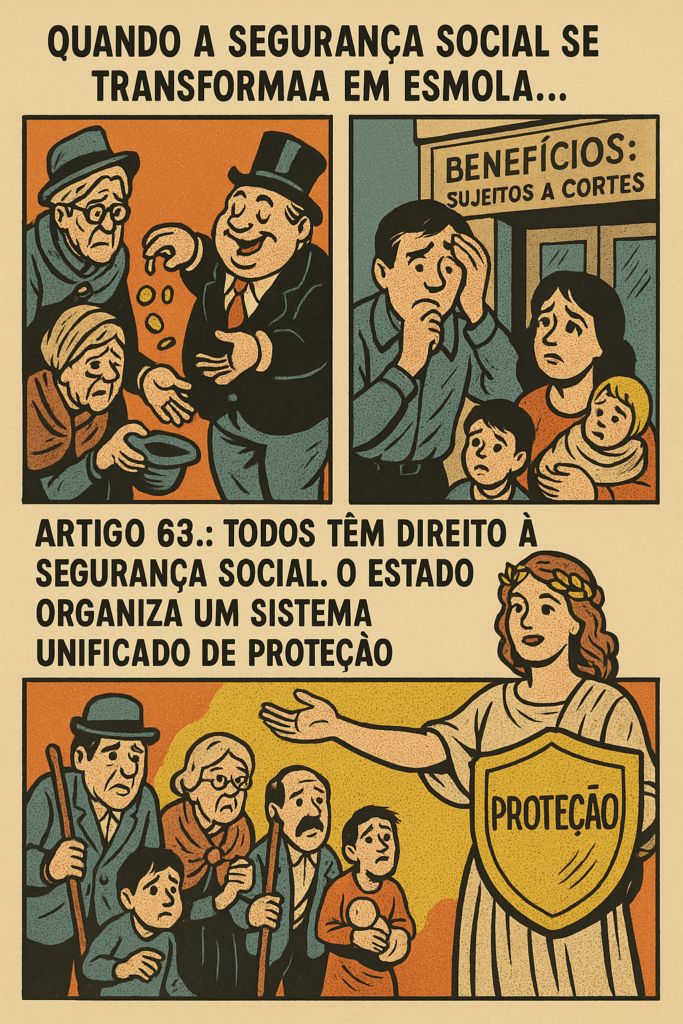 QUANDO A SEGURANÇA SOCIAL SE
TRANSFORMAA EM ESMOLA...
BENEFÍCIOS:
SUJEITOS A CORTES
ARTIGO 63.: TODOS TÊM DIREITO À
SEGURANÇA SOCIAL. O ESTADO
ORGANIZA UM SISTEMA
UNIFICADO DE PROTEÇÀO
PROTEÇÃO